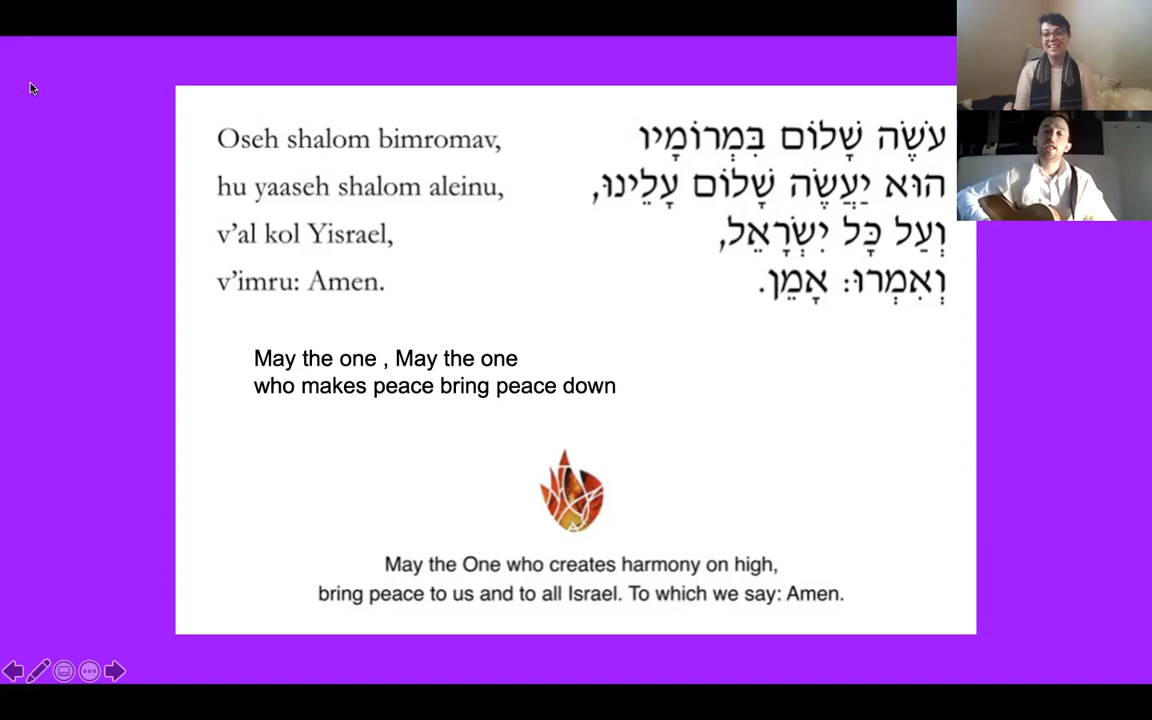 Oseh shalom bimromav,
hu yaaseh shalom aleinu,
v’al kol Yisrael,
v’imru: Amen.
עֹשֶׂה שָׁלוֹם בִּמְרוֹמָיו
הוּא יַעֲשֶׂה שָׁלוֹם עָלֵינוּ,
וְעַל כָּל יִשְׂרָאֵל,
וְאִמְרוּ: אָמֵן.
May the one , May the one
who makes peace bring peace down
May the One who creates harmony on high,
bring peace to us and to all Israel. To which we say: Amen.